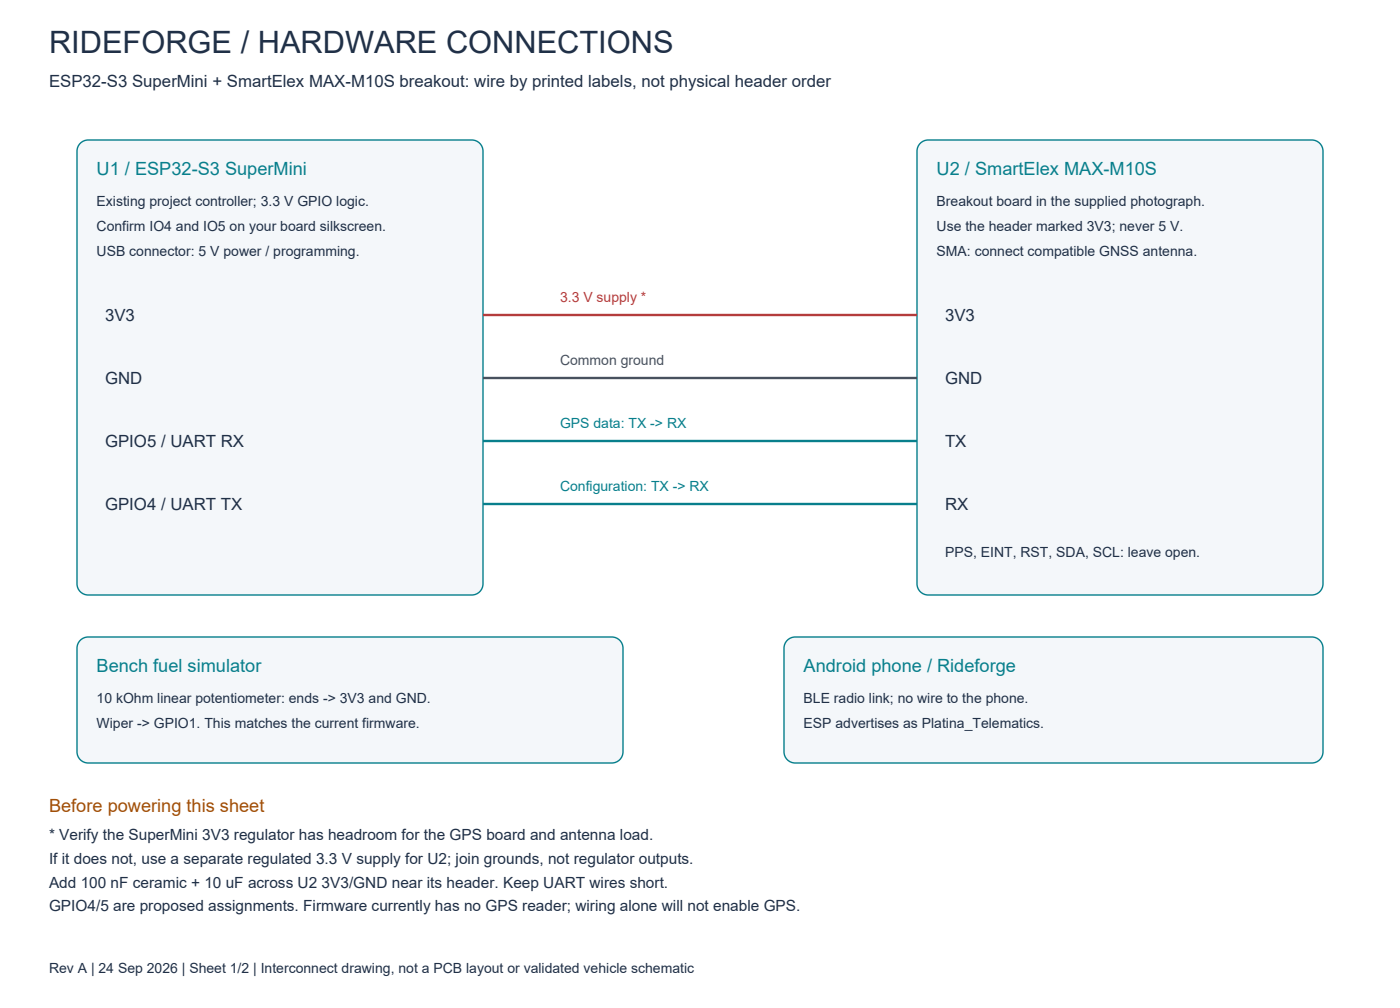 RIDEFORGE / HARDWARE CONNECTIONS
ESP32-S3 SuperMini + SmartElex MAX-M10S breakout: wire by printed labels, not physical header order
U1 / ESP32-S3 SuperMini
Existing project controller; 3.3 V GPIO logic.
Confirm IO4 and IO5 on your board silkscreen.
USB connector: 5 V power / programming.
3V3
GND
GPIO5 / UART RX
GPIO4 / UART TX
3.3 V supply *
Common ground
GPS data: TX -> RX
Configuration: TX -> RX
U2 / SmartElex MAX-M10S
Breakout board in the supplied photograph.
Use the header marked 3V3; never 5 V.
SMA: connect compatible GNSS antenna.
3V3
GND
TX
RX
PPS, EINT, RST, SDA, SCL: leave open.
Bench fuel simulator
10 kOhm linear potentiometer: ends -> 3V3 and GND.
Wiper -> GPIO1. This matches the current firmware.
Android phone / Rideforge
BLE radio link; no wire to the phone.
ESP advertises as Platina_Telematics.
Before powering this sheet
* Verify the SuperMini 3V3 regulator has headroom for the GPS board and antenna load.
If it does not, use a separate regulated 3.3 V supply for U2; join grounds, not regulator outputs.
Add 100 nF ceramic + 10 uF across U2 3V3/GND near its header. Keep UART wires short.
GPIO4/5 are proposed assignments. Firmware currently has no GPS reader; wiring alone will not enable GPS.
Rev A | 24 Sep 2026 | Sheet 1/2 | Interconnect drawing, not a PCB layout or validated vehicle schematic